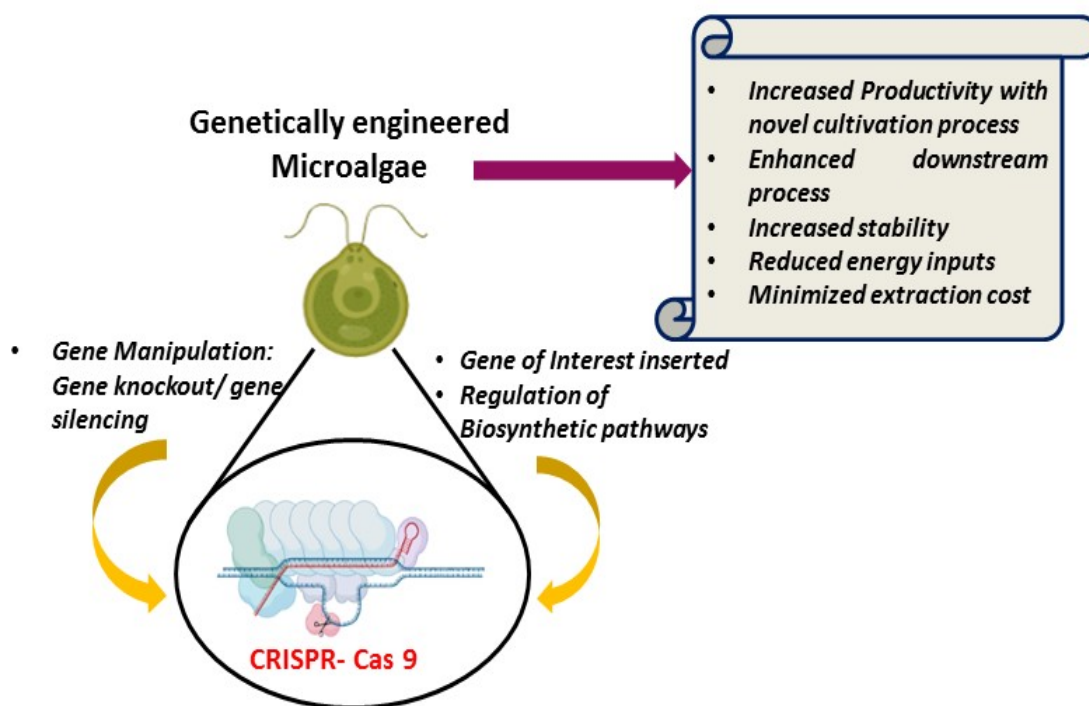 Genetically engineered
Microalgae
• Increased Productivity with
novel cultivation process
• Enhanced downstream
process
• Increased stability
• Reduced energy inputs
• Minimized extraction cost
• Gene Manipulation:
Gene knockout/ gene
silencing
• Gene of Interest inserted
• Regulation of
Biosynthetic pathways
CRISPR- Cas 9